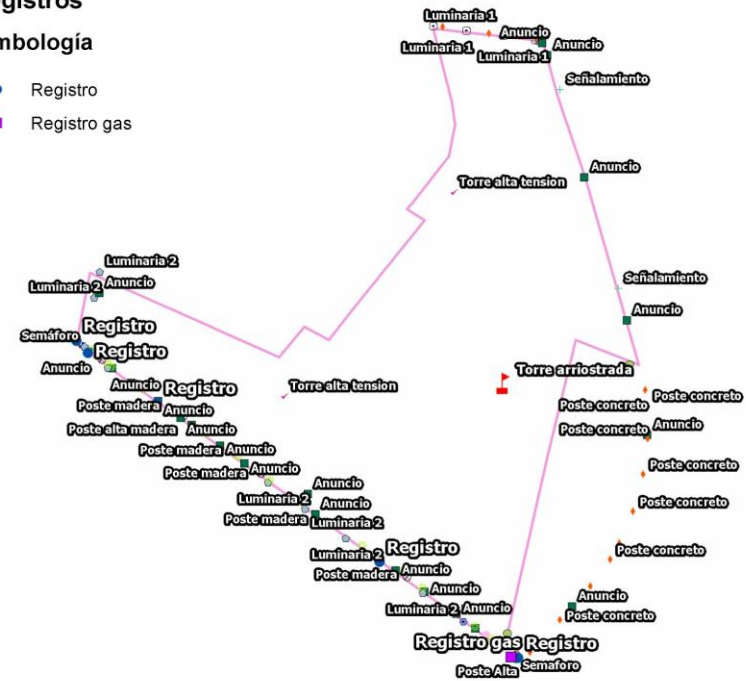 gistros
mbología
Registro
Registro gas
Luminaria 1
Luminaria 1
Anuncio
Luminaria 1
Anuncio
Señalamiento
Anuncio
Torre alta tension
Luminaria 2
Luminaria 2
Anuncio
Señalamiento
Anuncio
Semáforo
Registro
Registro
Anuncio
Torre arriostrada
Anuncio
Registro
Torre alta tension
Poste concreto
Poste madera
Anuncio
Poste concreto
Poste alta madera
Anuncio
Poste concreto
Anuncio
Poste madera
Anuncio
Poste madera
Anuncio
Poste concreto
Anuncio
Luminaria 2
Anuncio
Poste concreto
Poste madera
Luminaria 2
Luminaria 2
Registro
Poste concreto
Poste madera
Anuncio
Anuncio
Anuncio
Luminaria 2
Anuncio
Poste concreto
Registro gas
Registro
Poste Alta
Semaforo